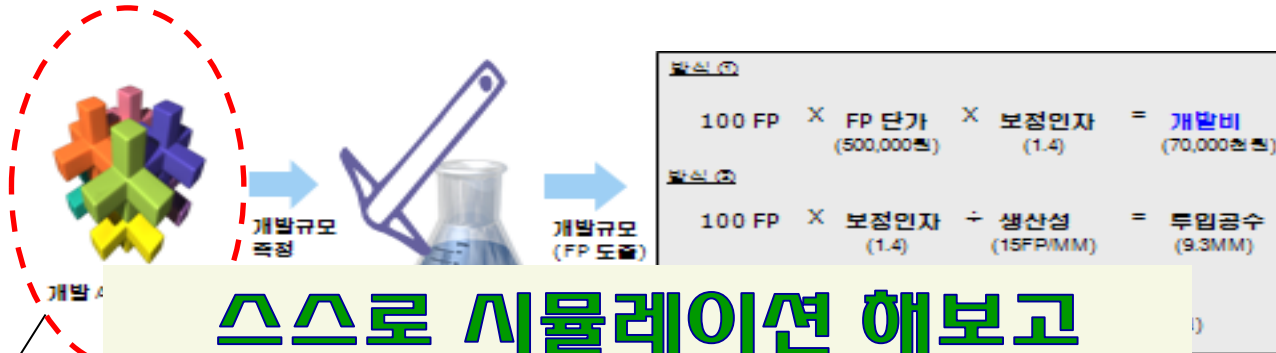 방식 ①
100 FP X FP 단가 X 보정인자 = 개발비
(500,000원) (1.4) (70,000천원)
방식 ②
100 FP X 보정인자 ÷ 생산성 = 투입공수
(1.4) (15FP/MM) (9.3MM)
개발규모
측정
개발규모
(FP 도출)
개발
스스로 시뮬레이션 해보고